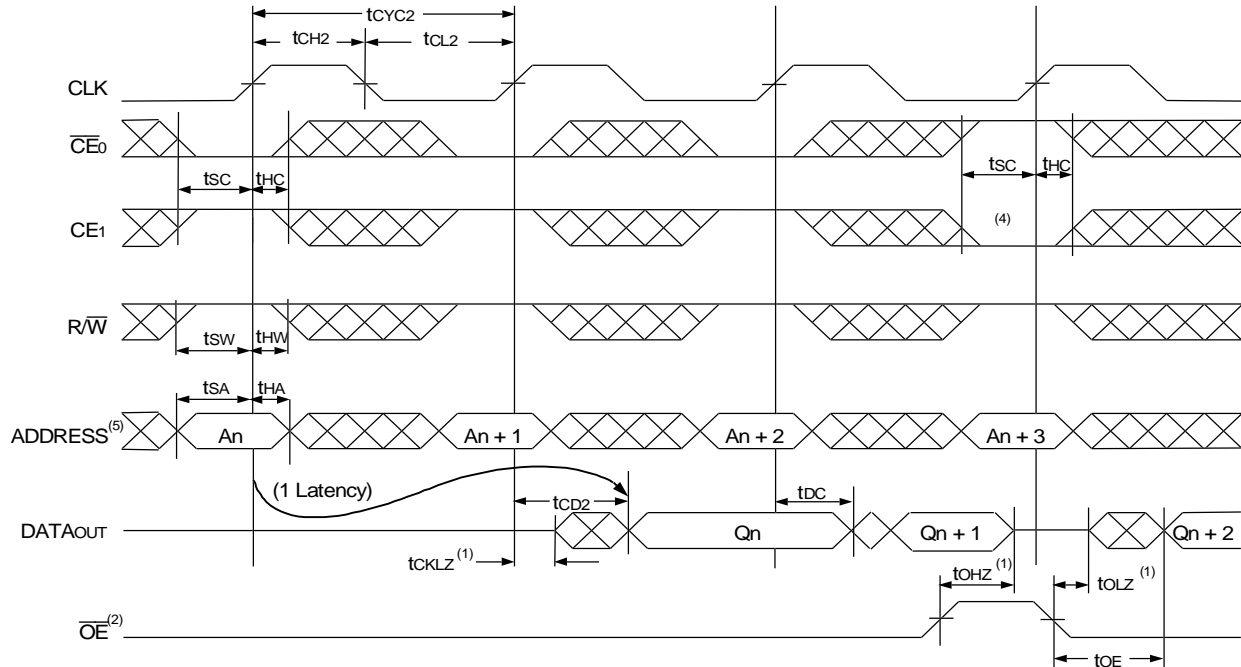 tCYC2
tCH2 tCL2
CLK
CE0
tSC tHC tSC tHC
CE1 (4)
R/W
tSW tHW
tSA tHA
ADDRESS(5) An An + 1 An + 2 An + 3
(1 Latency) tCD2 tDC
DATAOUT Qn Qn + 1 Qn + 2
tCKLZ(1) tOHZ(1) tOLZ(1)
OE(2)
tOE